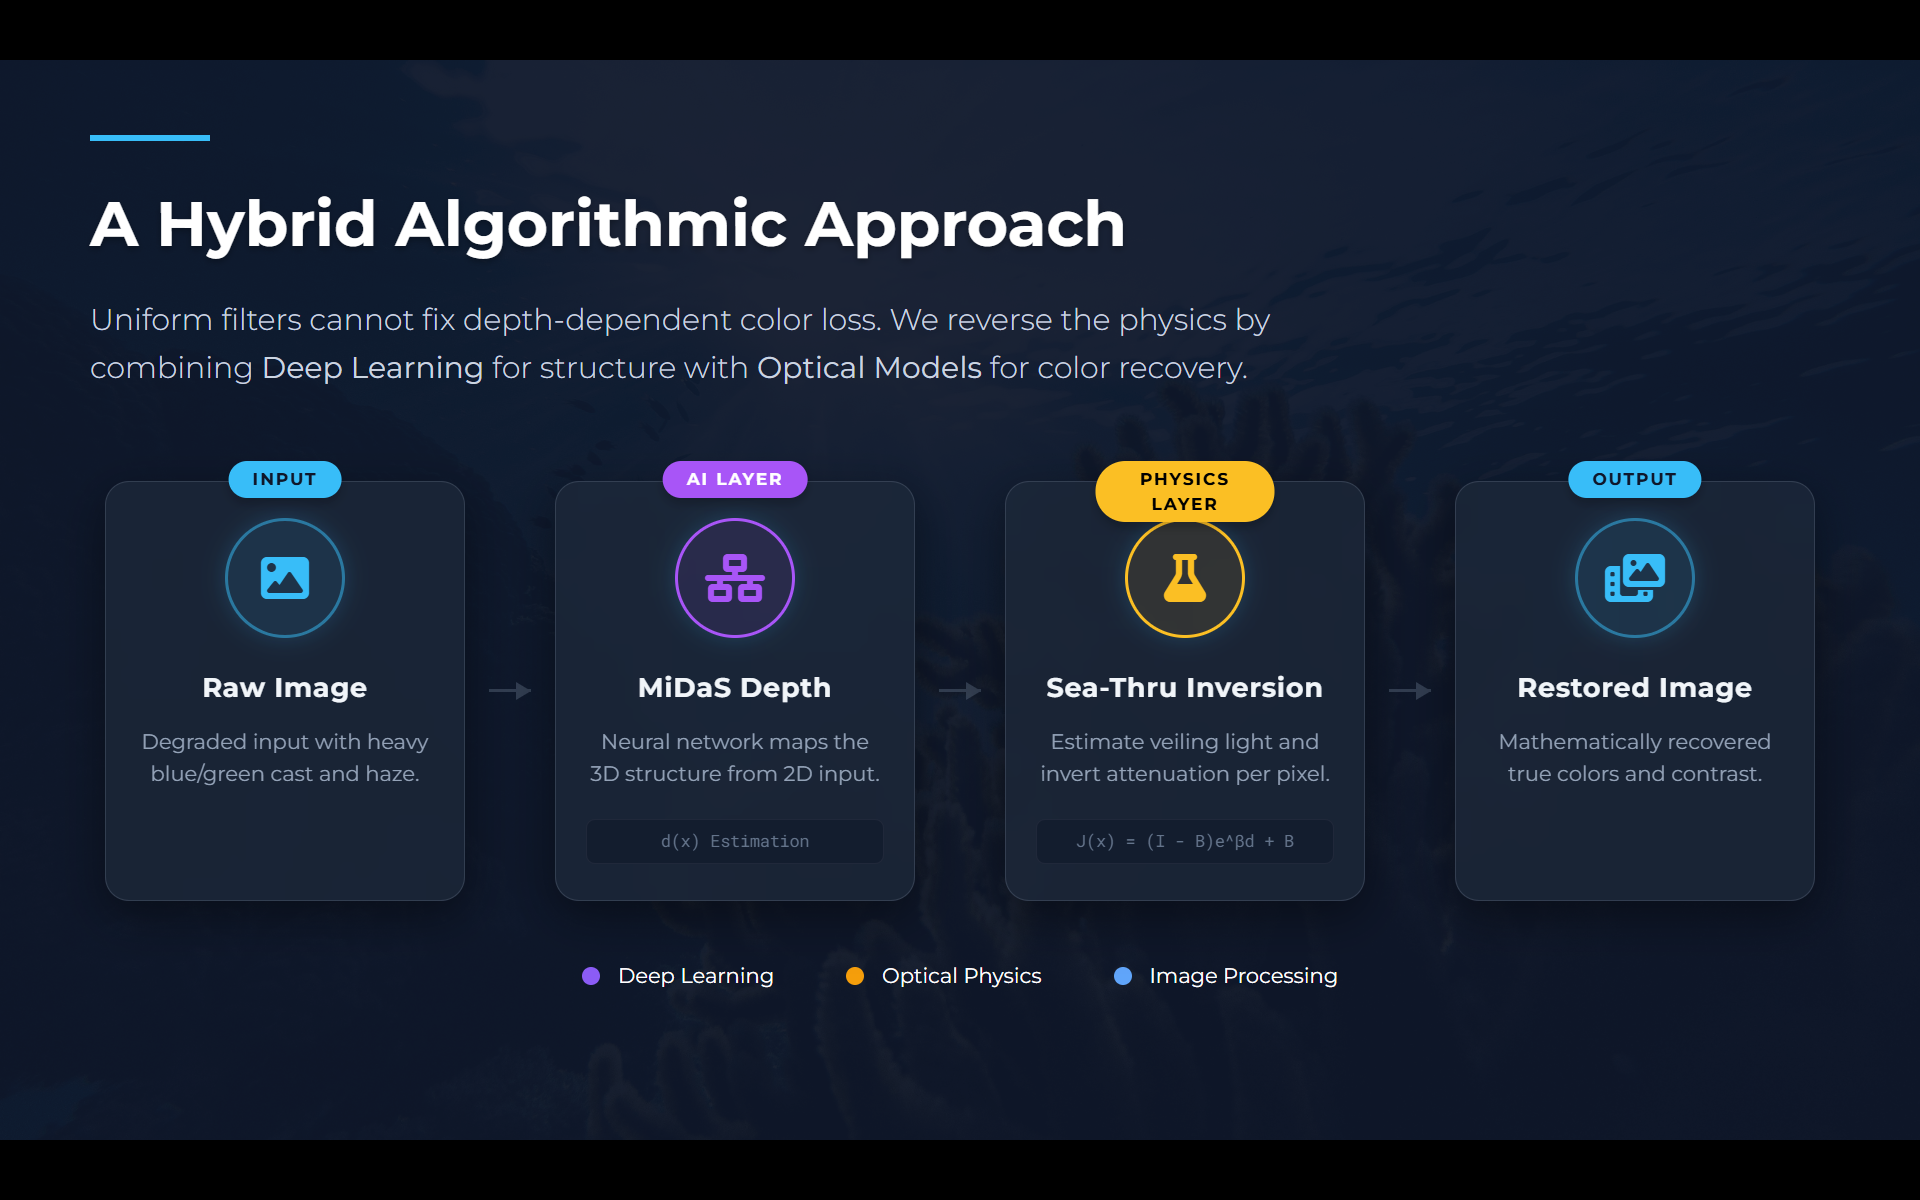 A Hybrid Algorithmic Approach
Uniform filters cannot fix depth-dependent color loss. We reverse the physics by
combining Deep Learning for structure with Optical Models for color recovery.
INPUT
Raw Image
Degraded input with heavy
blue/green cast and haze.
AI LAYER
MiDaS Depth
Neural network maps the
3D structure from 2D input.
d(x) Estimation
PHYSICS
LAYER
Sea-Thru Inversion
Estimate veiling light and
invert attenuation per pixel.
J(x) = (I - B)e^βd + B
OUTPUT
Restored Image
Mathematically recovered
true colors and contrast.
Deep Learning
Optical Physics
Image Processing